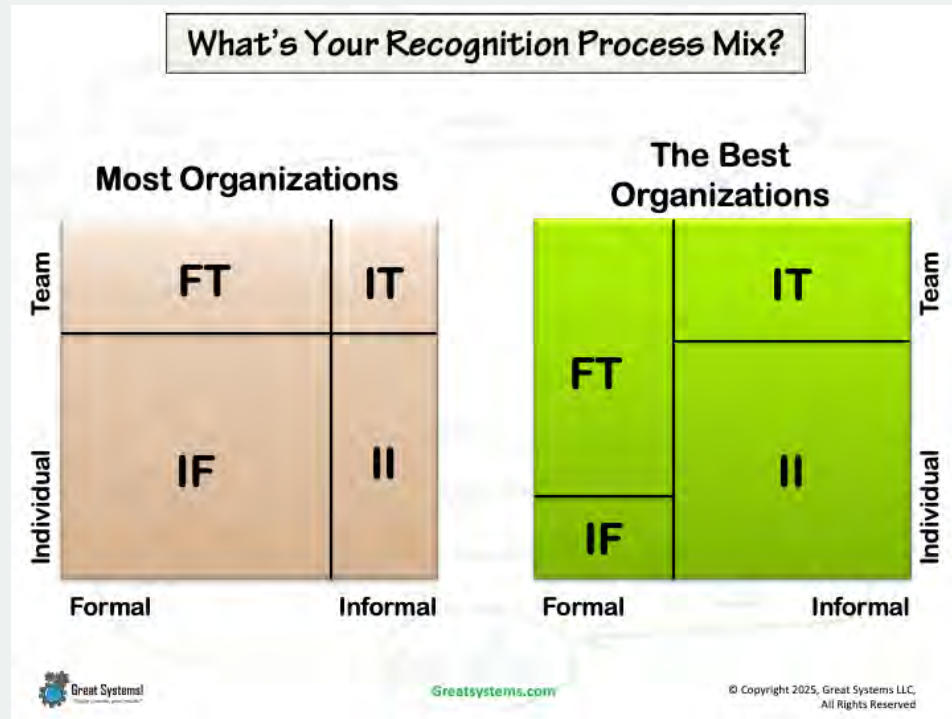 What's Your Recognition Process Mix?
Most Organizations
The Best
Organizations
Team
FT
IT
Individual
IF
II
Formal
Informal
FT
IT
Team
IF
II
Individual
Formal
Informal
Great Systems!
Greatsystems.com
© Copyright 2025, Great Systems LLC,
All Rights Reserved